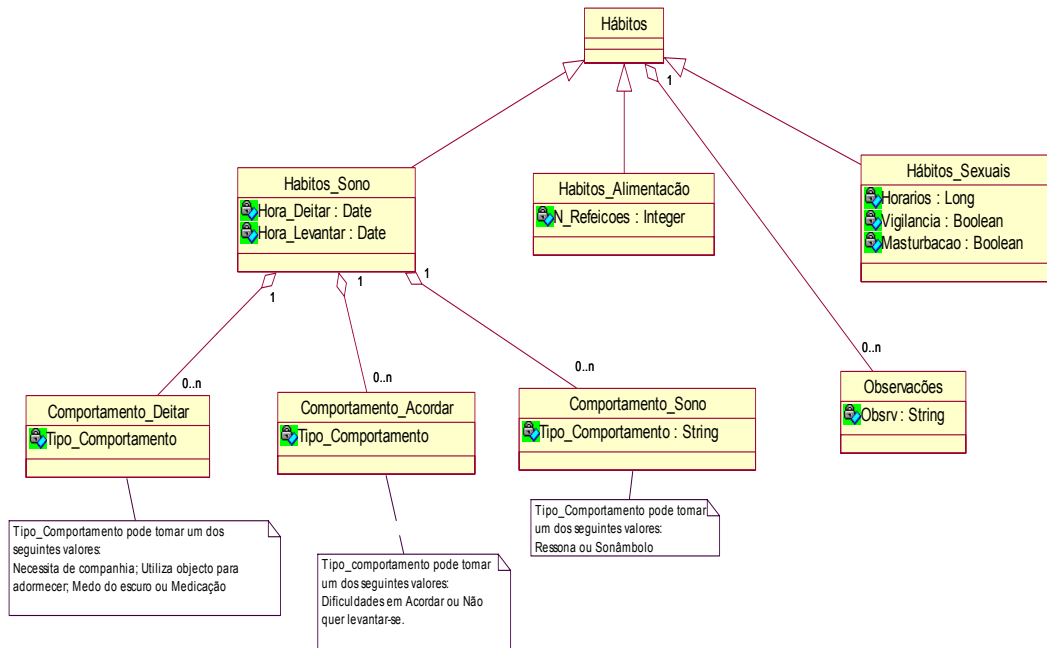 Hábitos
1
Habitos_Sono
Hora_Deitar : Date
Hora_Levantar : Date
Habitos_Alimentacão
N_Refeicoes : Integer
Hábitos_Sexuais
Horarios : Long
Vigilancia : Boolean
Masturbacao : Boolean
1
1
1
0..n
0..n
0..n
0..n
Comportamento_Deitar
Tipo_Comportamento
Comportamento_Acordar
Tipo_Comportamento
Comportamento_Sono
Tipo_Comportamento : String
Observacões
Obsrv : String
Tipo_Comportamento pode tomar um dos
seguintes valores:
Necessita de companhia; Utiliza objecto para
adormecer; Medo do escuro ou Medicação
Tipo_comportamento pode tomar
um dos seguintes valores:
Dificuldades em Acordar ou Não
quer levantar-se.
Tipo_Comportamento pode tomar
um dos seguintes valores:
Ressona ou Sonâmbolo